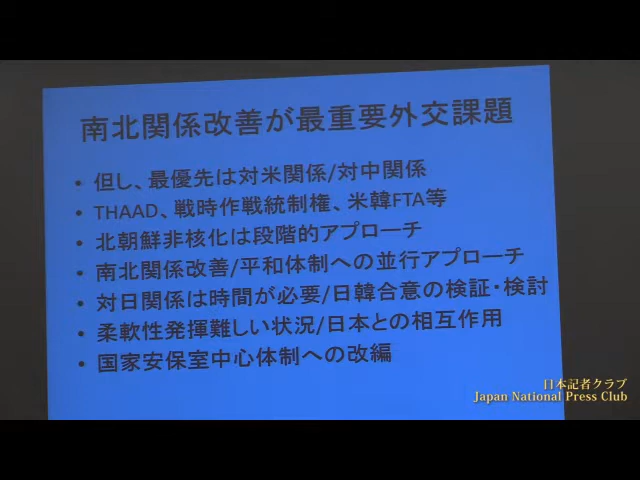 南北関係改善が最重要外交課題
• 但し、最優先は対米関係/対中関係
• THAAD、戦時作戦統制権、米韓FTA等
• 北朝鮮非核化は段階的アプローチ
• 南北関係改善/平和体制への並行アプローチ
• 対日関係は時間が必要/日韓合意の検証・検討
• 柔軟性発揮難しい状況/日本との相互作用
• 国家安保室中心体制への改編
日本記者クラブ
Japan National Press Club